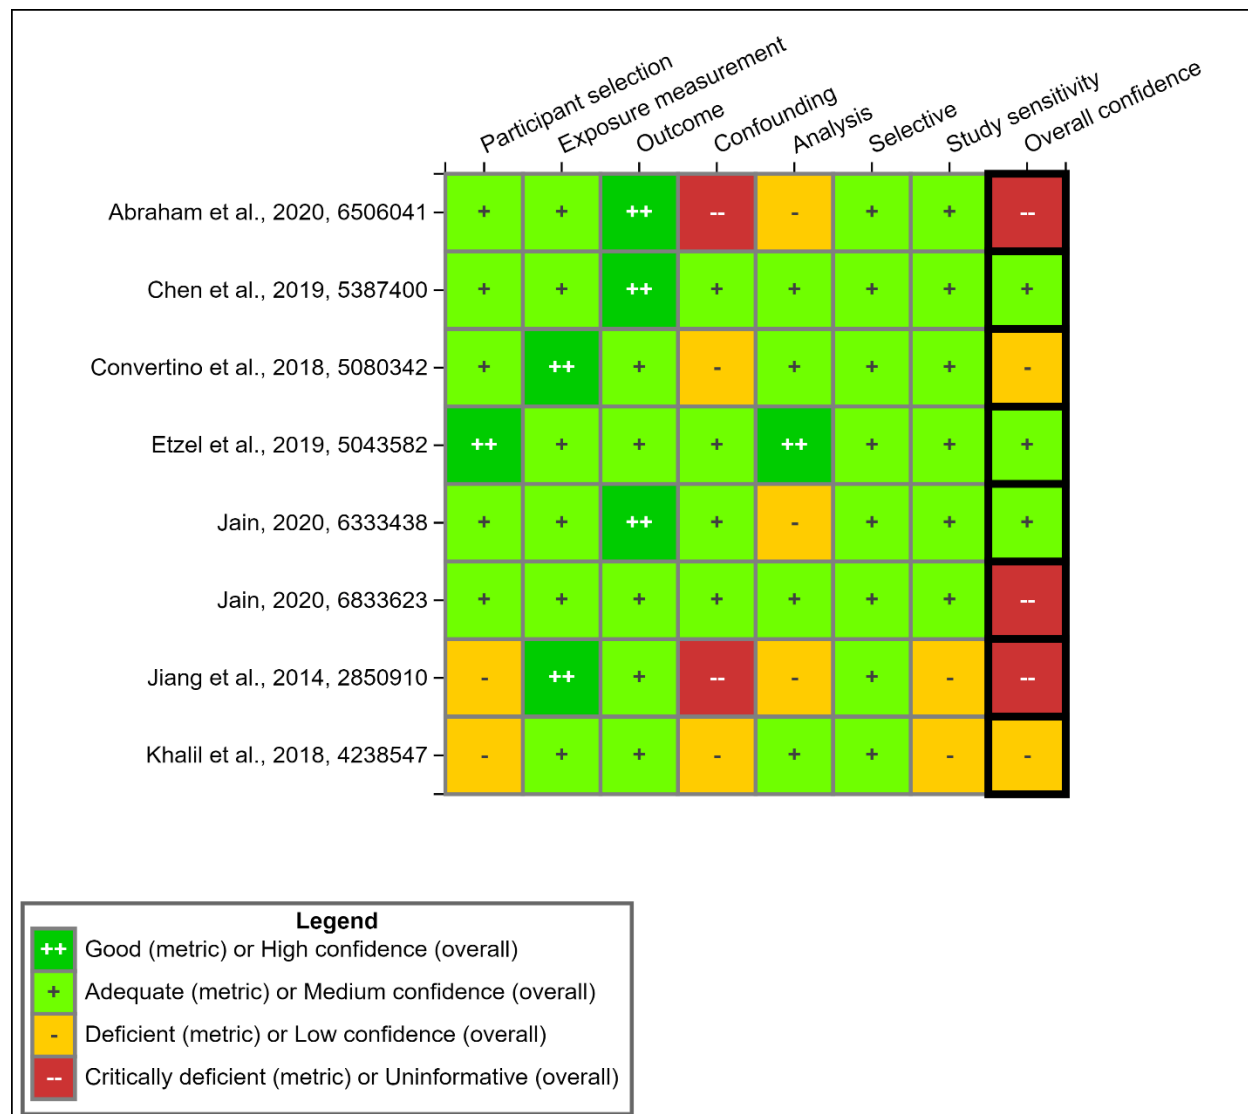 Participant selection
Exposure measurement
Outcome
Confounding
Analysis
Selective
Study sensitivity
Overall confidence
Abraham et al., 2020, 6506041 + + ++ -- - + + --
Chen et al., 2019, 5387400 + + ++ + + + + +
Convertino et al., 2018, 5080342 + ++ + - + + + -
Etzel et al., 2019, 5043582 ++ + + + ++ + + +
Jain, 2020, 6333438 + + ++ + - + + +
Jain, 2020, 6833623 + + + + + + + --
Jiang et al., 2014, 2850910 - ++ + -- - + - --
Khalil et al., 2018, 4238547 - + + - + + - -
Legend
++ Good (metric) or High confidence (overall)
+ Adequate (metric) or Medium confidence (overall)
- Deficient (metric) or Low confidence (overall)
-- Critically deficient (metric) or Uninformative (overall)